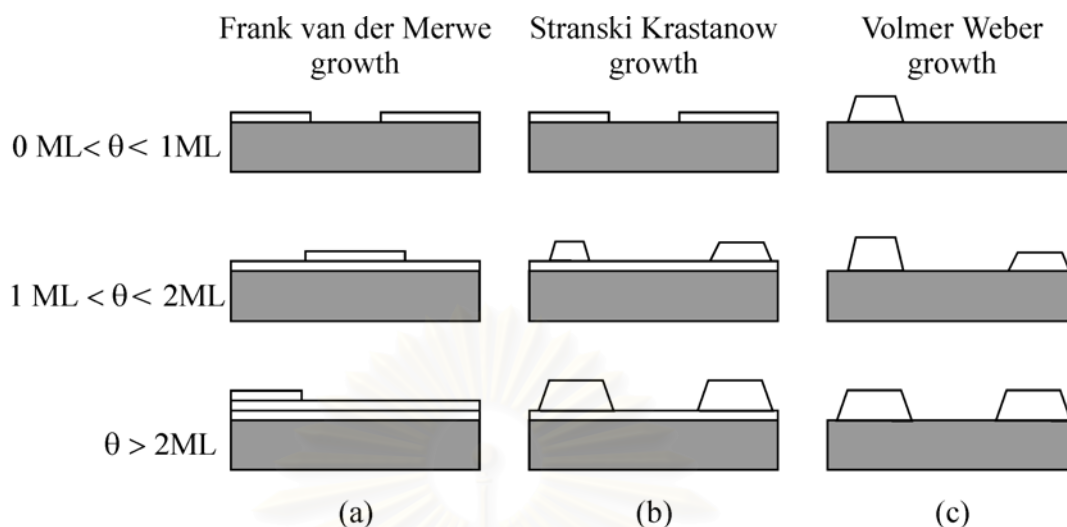 Frank van der Merwe
growth
Stranski Krastanow
growth
Volmer Weber
growth
0 ML< θ < 1ML
1 ML < θ < 2ML
θ > 2ML
(a)
(b)
(c)